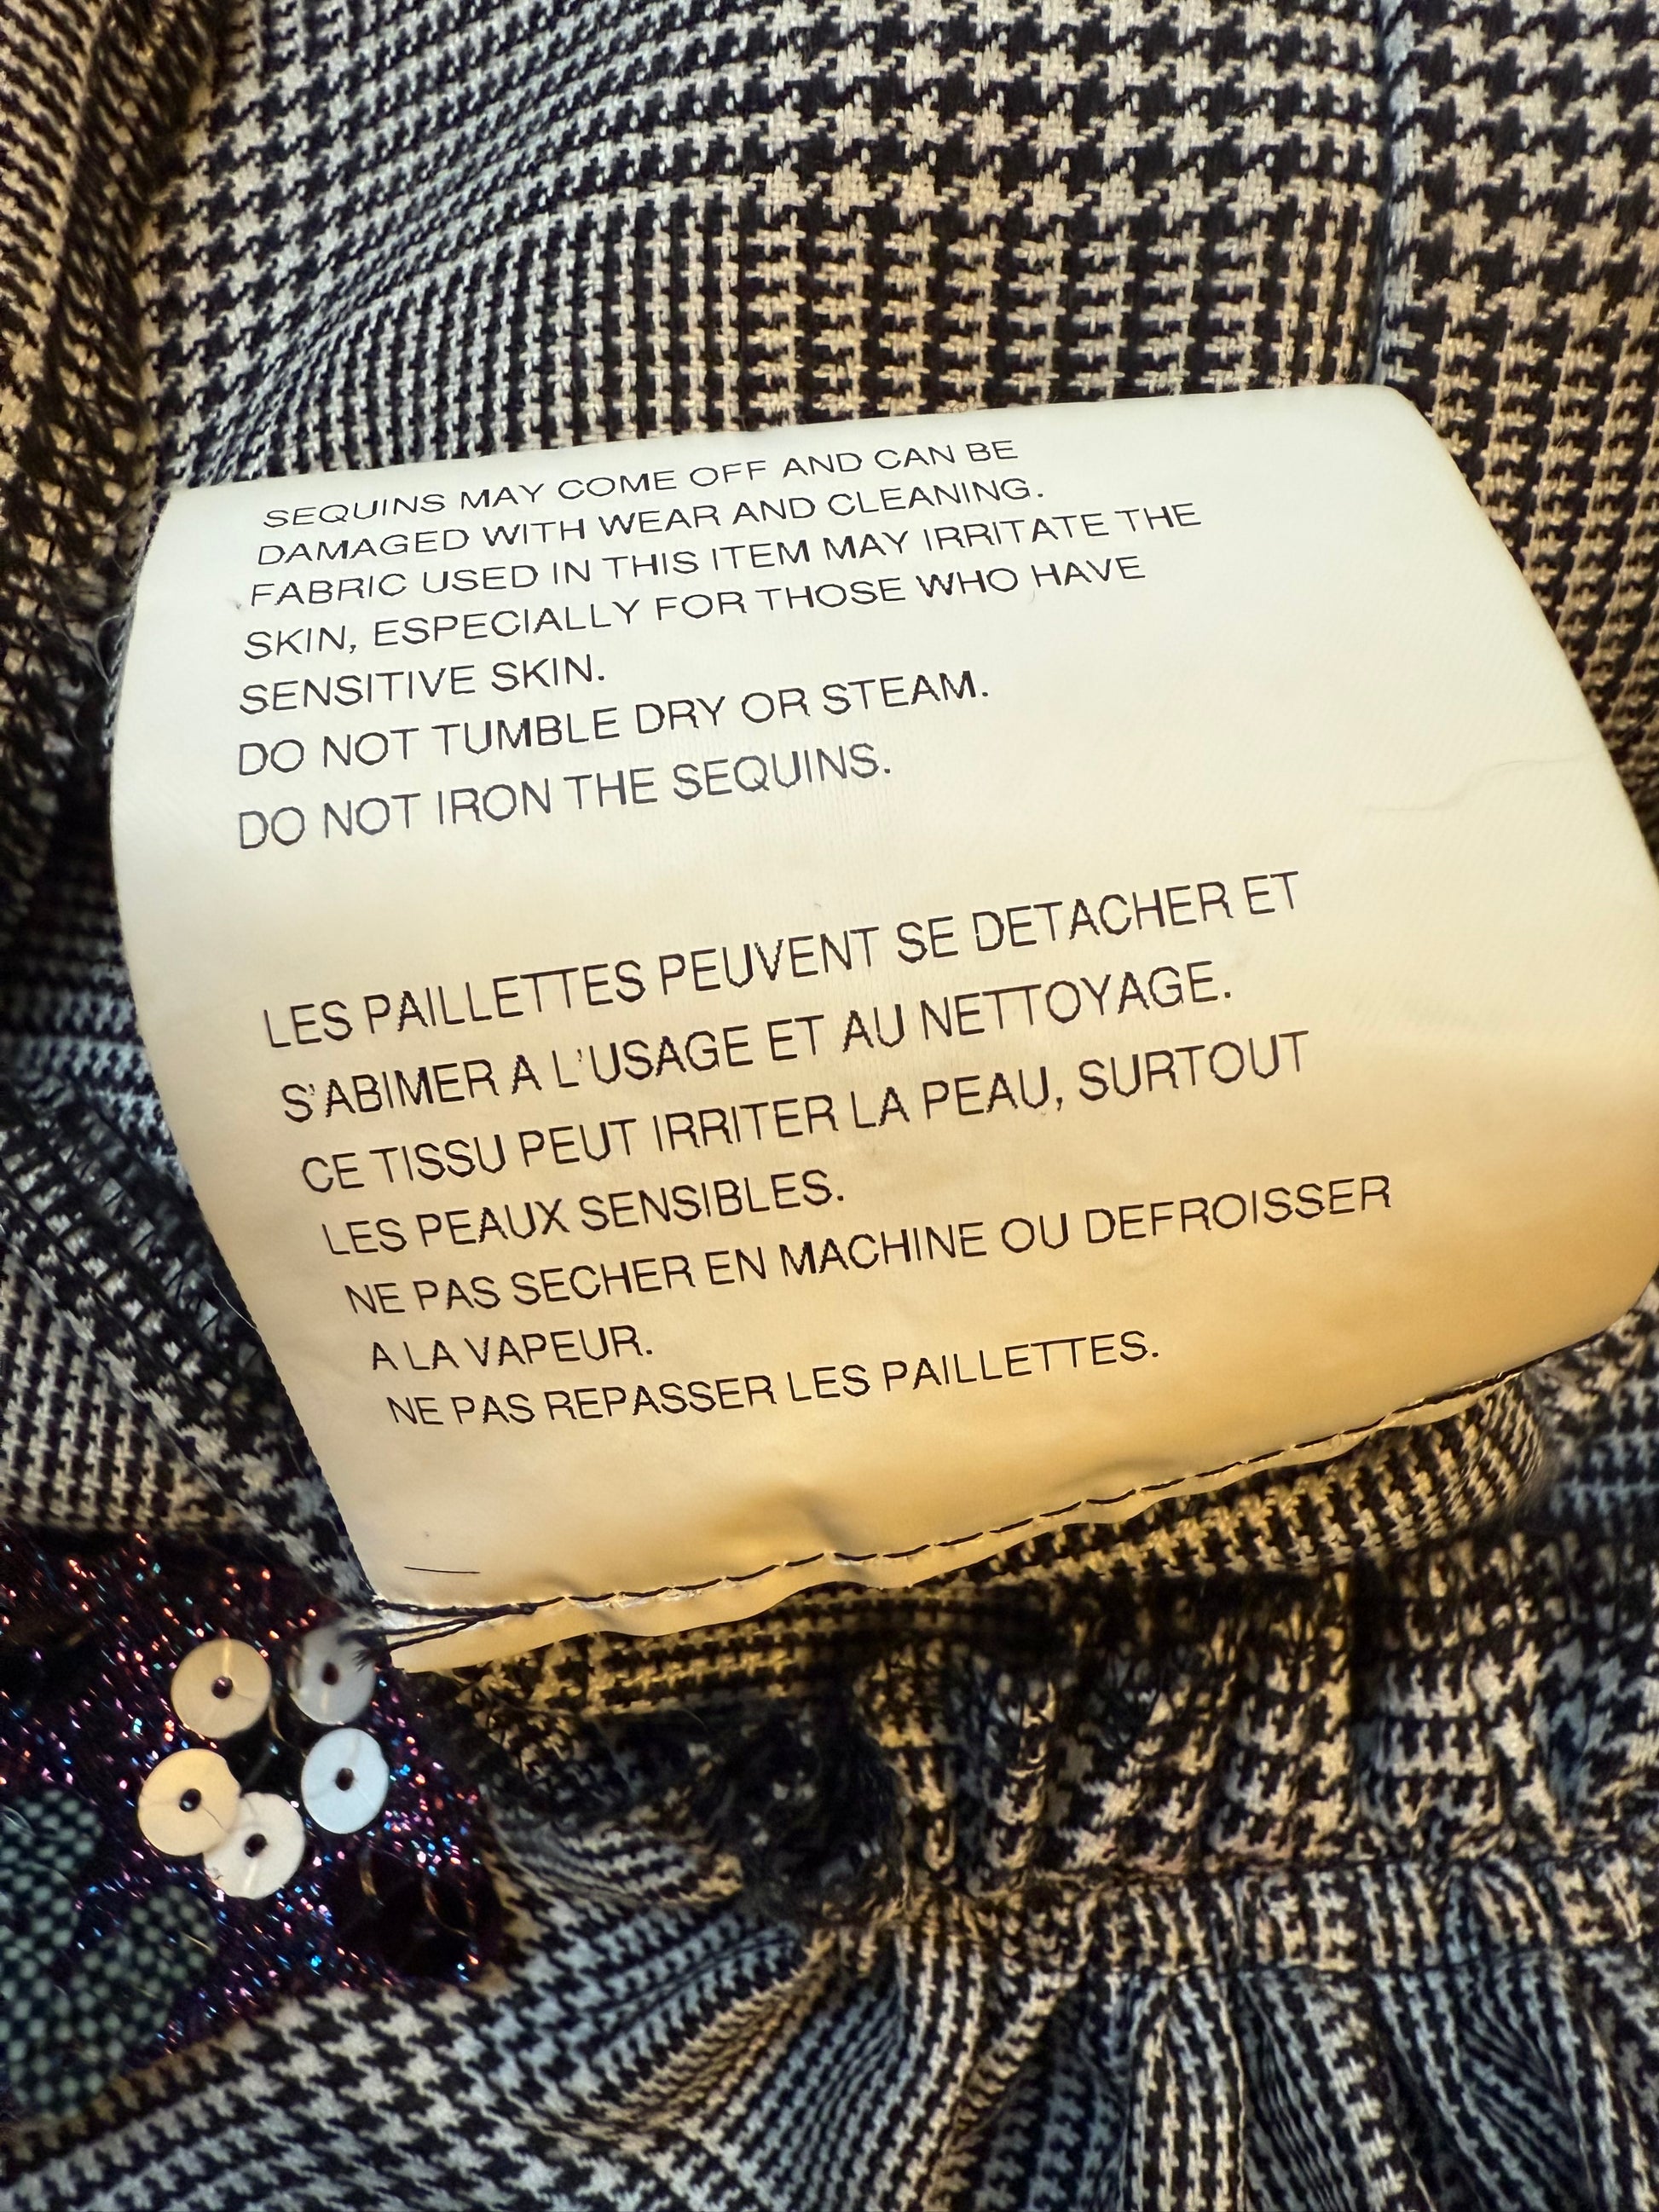 SEQUINS MAY COME OFF AND CAN BE
DAMAGED WITH WEAR AND CLEANING.
FABRIC USED IN THIS ITEM MAY IRRITATE THE
SKIN, ESPECIALLY FOR THOSE WHO HAVE
SENSITIVE SKIN.
DO NOT TUMBLE DRY OR STEAM.
DO NOT IRON THE SEQUINS.
LES PAILLETTES PEUVENT SE DETACHER ET
S'ABIMER A L'USAGE ET AU NETTOYAGE.
CE TISSU PEUT IRRITER LA PEAU, SURTOUT
LES PEAUX SENSIBLES.
NE PAS SECHER EN MACHINE OU DEFROISSER
A LA VAPEUR.
NE PAS REPASSER LES PAILLETTES.